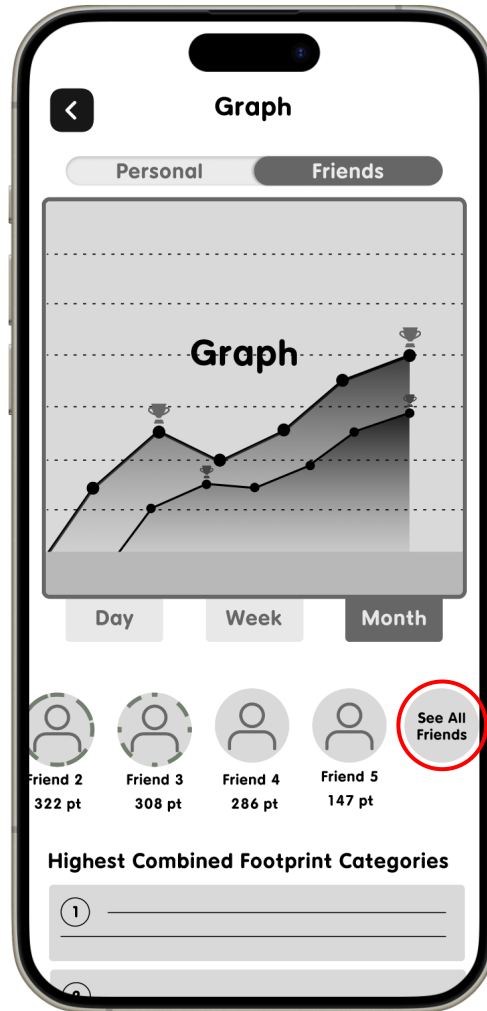 Graph
Personal
Friends
Graph
Day
Week
Month
See All
Friends
Friend 2
Friend 3
Friend 4
Friend 5
322 pt
308 pt
286 pt
147 pt
Highest Combined Footprint Categories
1
2